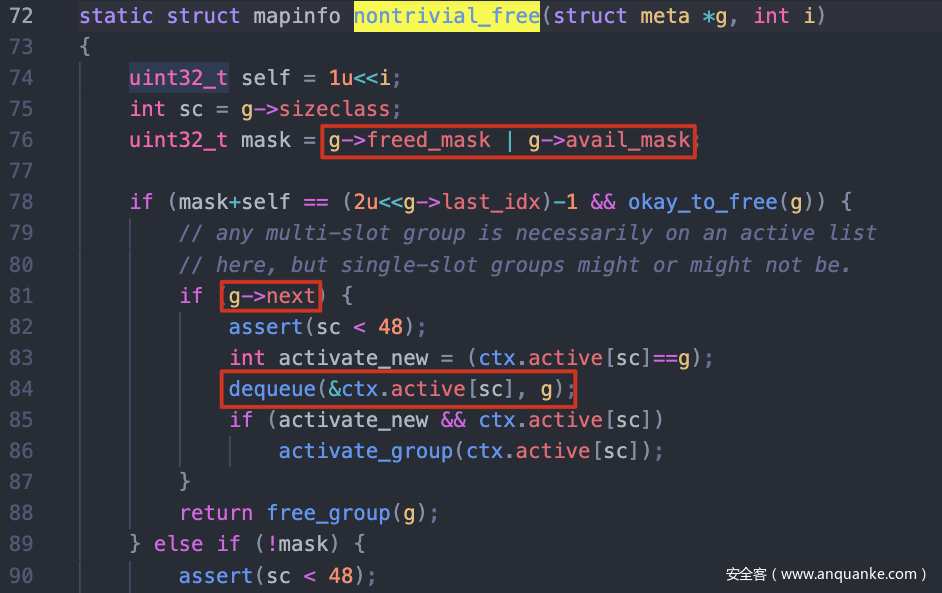 72 static struct mapinfo nontrivial_free(struct meta *g, int i)
73 {
74 uint32_t self = 1u<<i;
75 int sc = g->sizeclass;
76 uint32_t mask = g->freed_mask | g->avail_mask;
77
78 if (mask+self == (2u<<g->last_idx)-1 && okay_to_free(g)) {
79 // any multi-slot group is necessarily on an active list
80 // here, but single-slot groups might or might not be.
81 if (g->next) {
82 assert(sc < 48);
83 int activate_new = (ctx.active[sc]==g);
84 dequeue(&ctx.active[sc], g);
85 if (activate_new && ctx.active[sc])
86 activate_group(ctx.active[sc]);
87 }
88 return free_group(g);
89 } else if (!mask) {
90 assert(sc < 48);
安全客（www.anquanke.com）